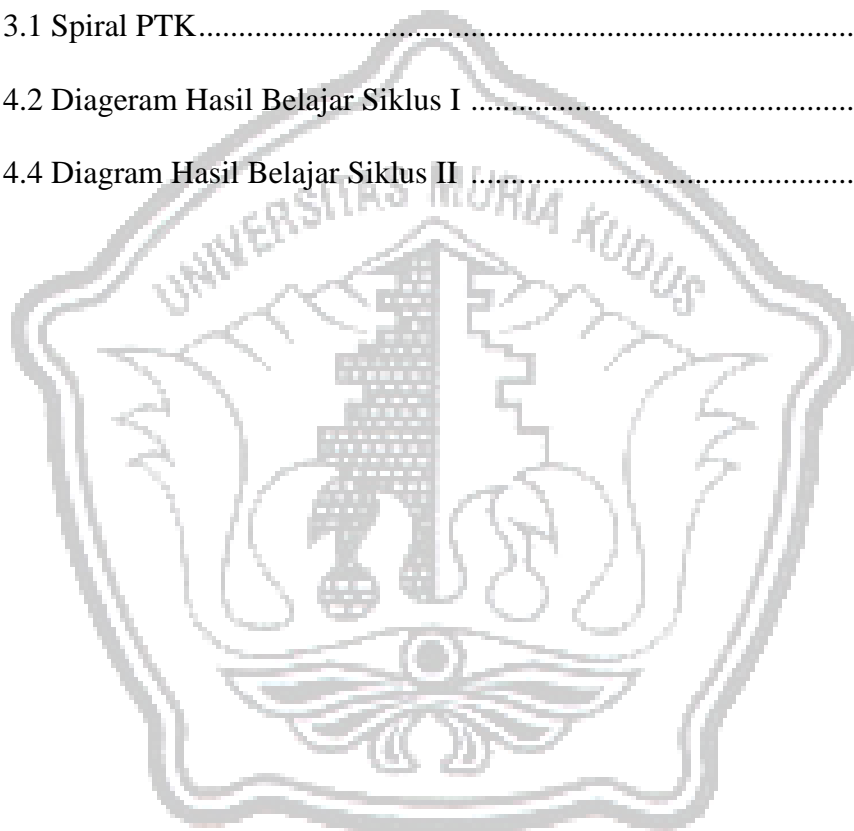 3.1 Spiral PTK.................................................................................
4.2 Diageram Hasil Belajar Siklus I ...............................................
4.4 Diagram Hasil Belajar Siklus II ...............................................
UNIVERSITAS MURIA KUDUS